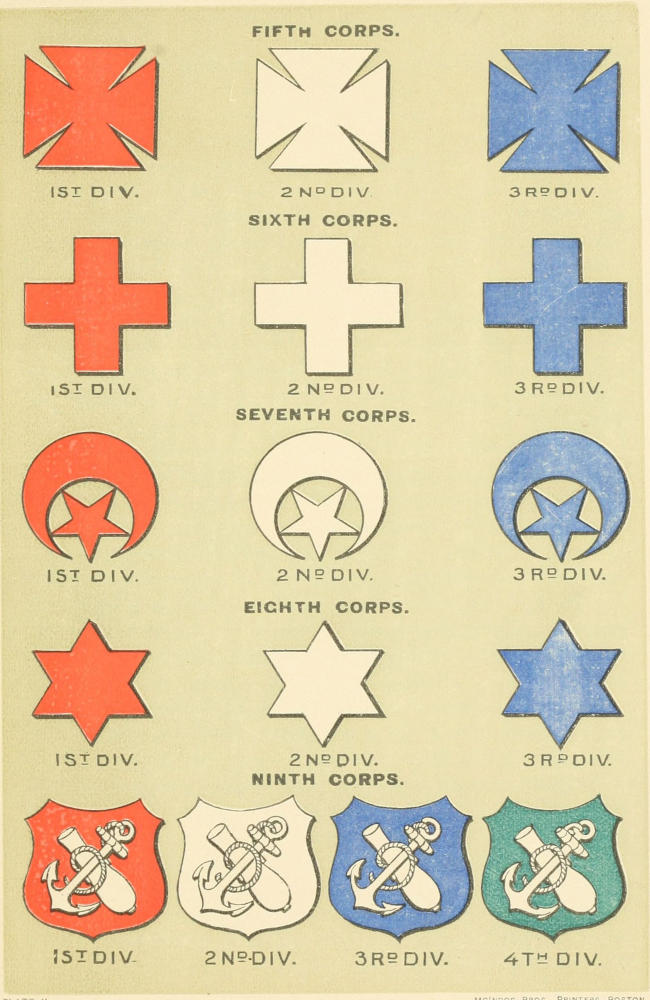 FIFTH CORPS.
1ST DIV. 2ND DIV. 3RD DIV.
SIXTH CORPS.
1ST DIV. 2ND DIV. 3RD DIV.
SEVENTH CORPS.
1ST DIV. 2ND DIV. 3RD DIV.
EIGHTH CORPS.
1ST DIV. 2ND DIV. 3RD DIV.
NINTH CORPS.
1ST DIV. 2ND DIV. 3RD DIV. 4TH DIV.
BROS. PRINTERS, BOSTON